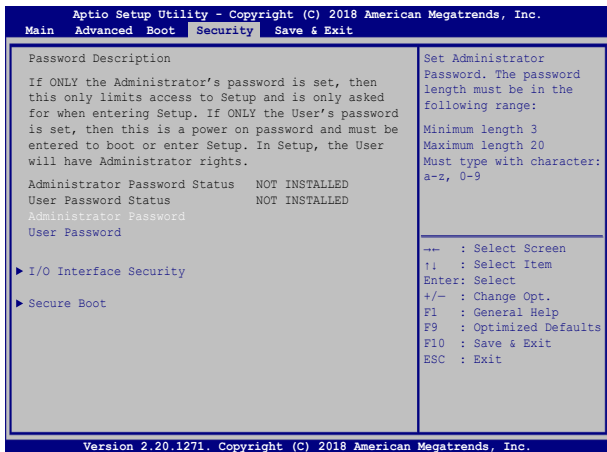 Aptio Setup Utility - Copyright (C) 2018 American Megatrends, Inc.
Main Advanced Boot Security Save & Exit
Password Description
If ONLY the Administrator's password is set, then
this only limits access to Setup and is only asked
for when entering Setup. If ONLY the User's password
is set, then this is a power on password and must be
entered to boot or enter Setup. In Setup, the User
will have Administrator rights.
Administrator Password Status NOT INSTALLED
User Password Status NOT INSTALLED
Administrator Password
User Password
▶ I/O Interface Security
▶ Secure Boot
Set Administrator
Password. The password
length must be in the
following range:
Minimum length 3
Maximum length 20
Must type with character:
a-z, 0-9
→← : Select Screen
↑↓ : Select Item
Enter: Select
+/— : Change Opt.
F1 : General Help
F9 : Optimized Defaults
F10 : Save & Exit
ESC : Exit
Version 2.20.1271. Copyright (C) 2018 American Megatrends, Inc.